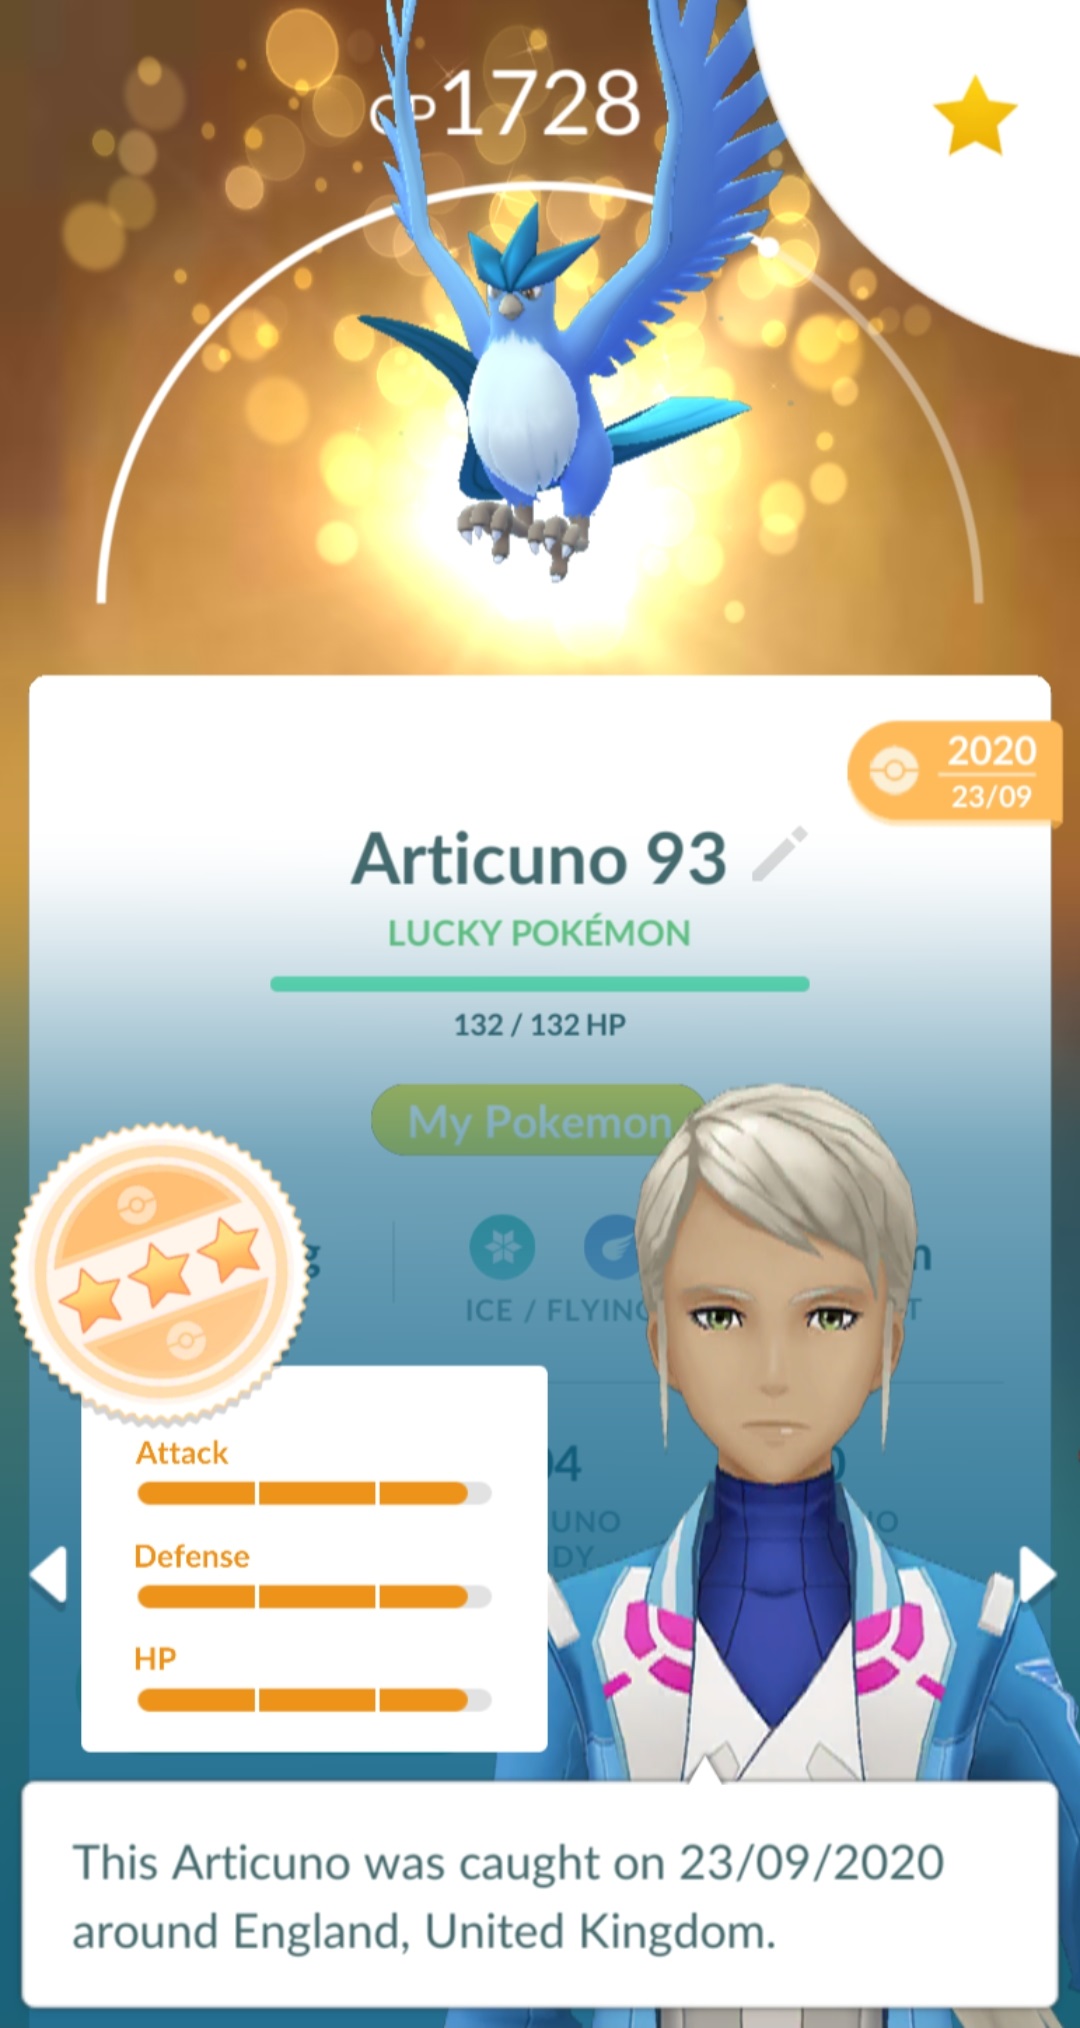 CP1728
2020
23/09
Articuno 93
LUCKY POKÉMON
132 / 132 HP
My Pokemon
ICE / FLYING
Attack
Defense
HP
This Articuno was caught on 23/09/2020
around England, United Kingdom.